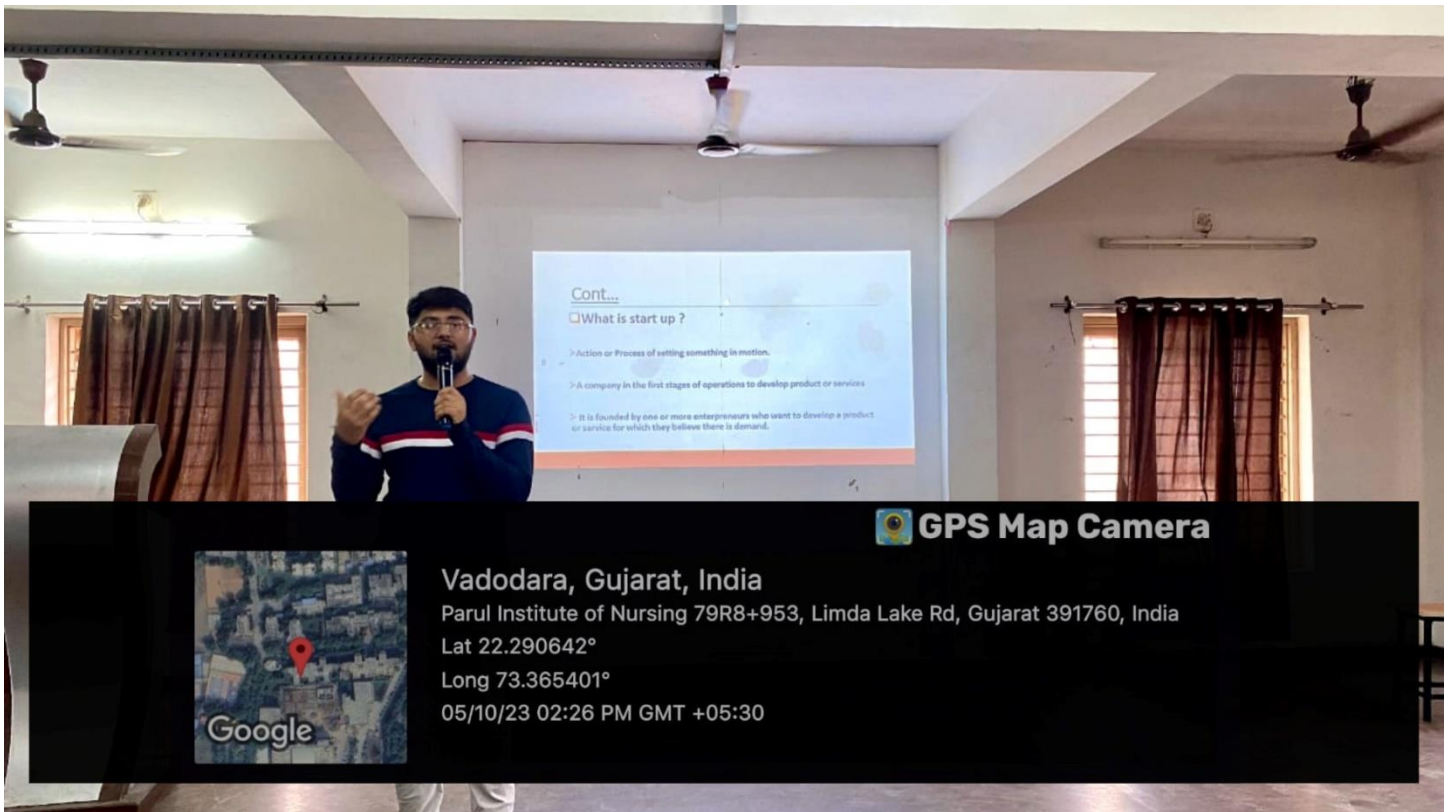 Cont...
❑What is start up ?
➢Action or Process of setting something in motion.
➢A company in the first stages of operations to develop product or services
➢ It is founded by one or more enterpreneurs who want to develop a product
or service for which they believe there is demand.
GPS Map Camera
Vadodara, Gujarat, India
Parul Institute of Nursing 79R8+953, Limda Lake Rd, Gujarat 391760, India
Lat 22.290642°
Long 73.365401°
05/10/23 02:26 PM GMT +05:30
Google